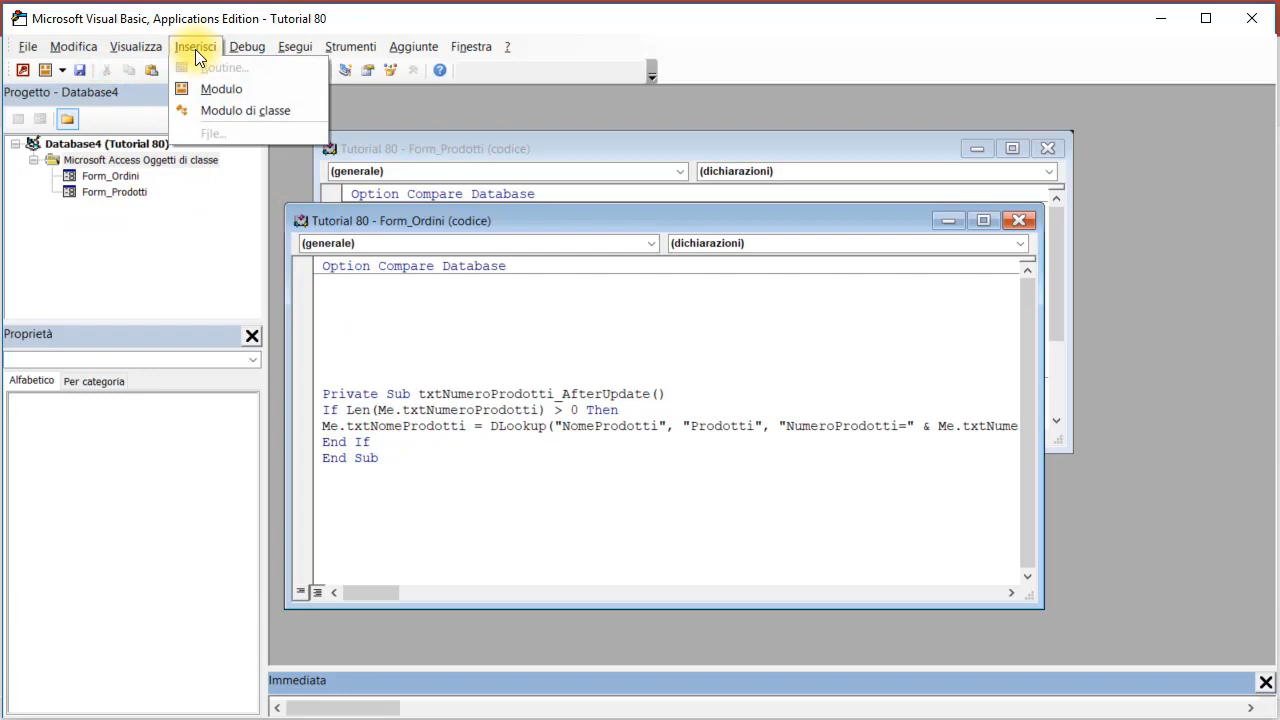 Microsoft Visual Basic, Applications Edition - Tutorial 80
File Modifica Visualizza Inserisci Debug Esegui Strumenti Aggiunte Finestra ?
Routine...
Modulo
Modulo di classe
File...
Progetto - Database4
Database4 (Tutorial 80)
Microsoft Access Oggetti di classe
Form_Ordini
Form_Prodotti
Proprietà
Alfabetico Per categoria
Tutorial 80 - Form_Prodotti (codice)
(generale) (dichiarazioni)
Option Compare Database
Tutorial 80 - Form_Ordini (codice)
(generale) (dichiarazioni)
Option Compare Database
Private Sub txtNumeroProdotti_AfterUpdate()
If Len(Me.txtNumeroProdotti) > 0 Then
Me.txtNomeProdotti = DLookup("NomeProdotti", "Prodotti", "NumeroProdotti=" & Me.txtNume
End If
End Sub
Immediata